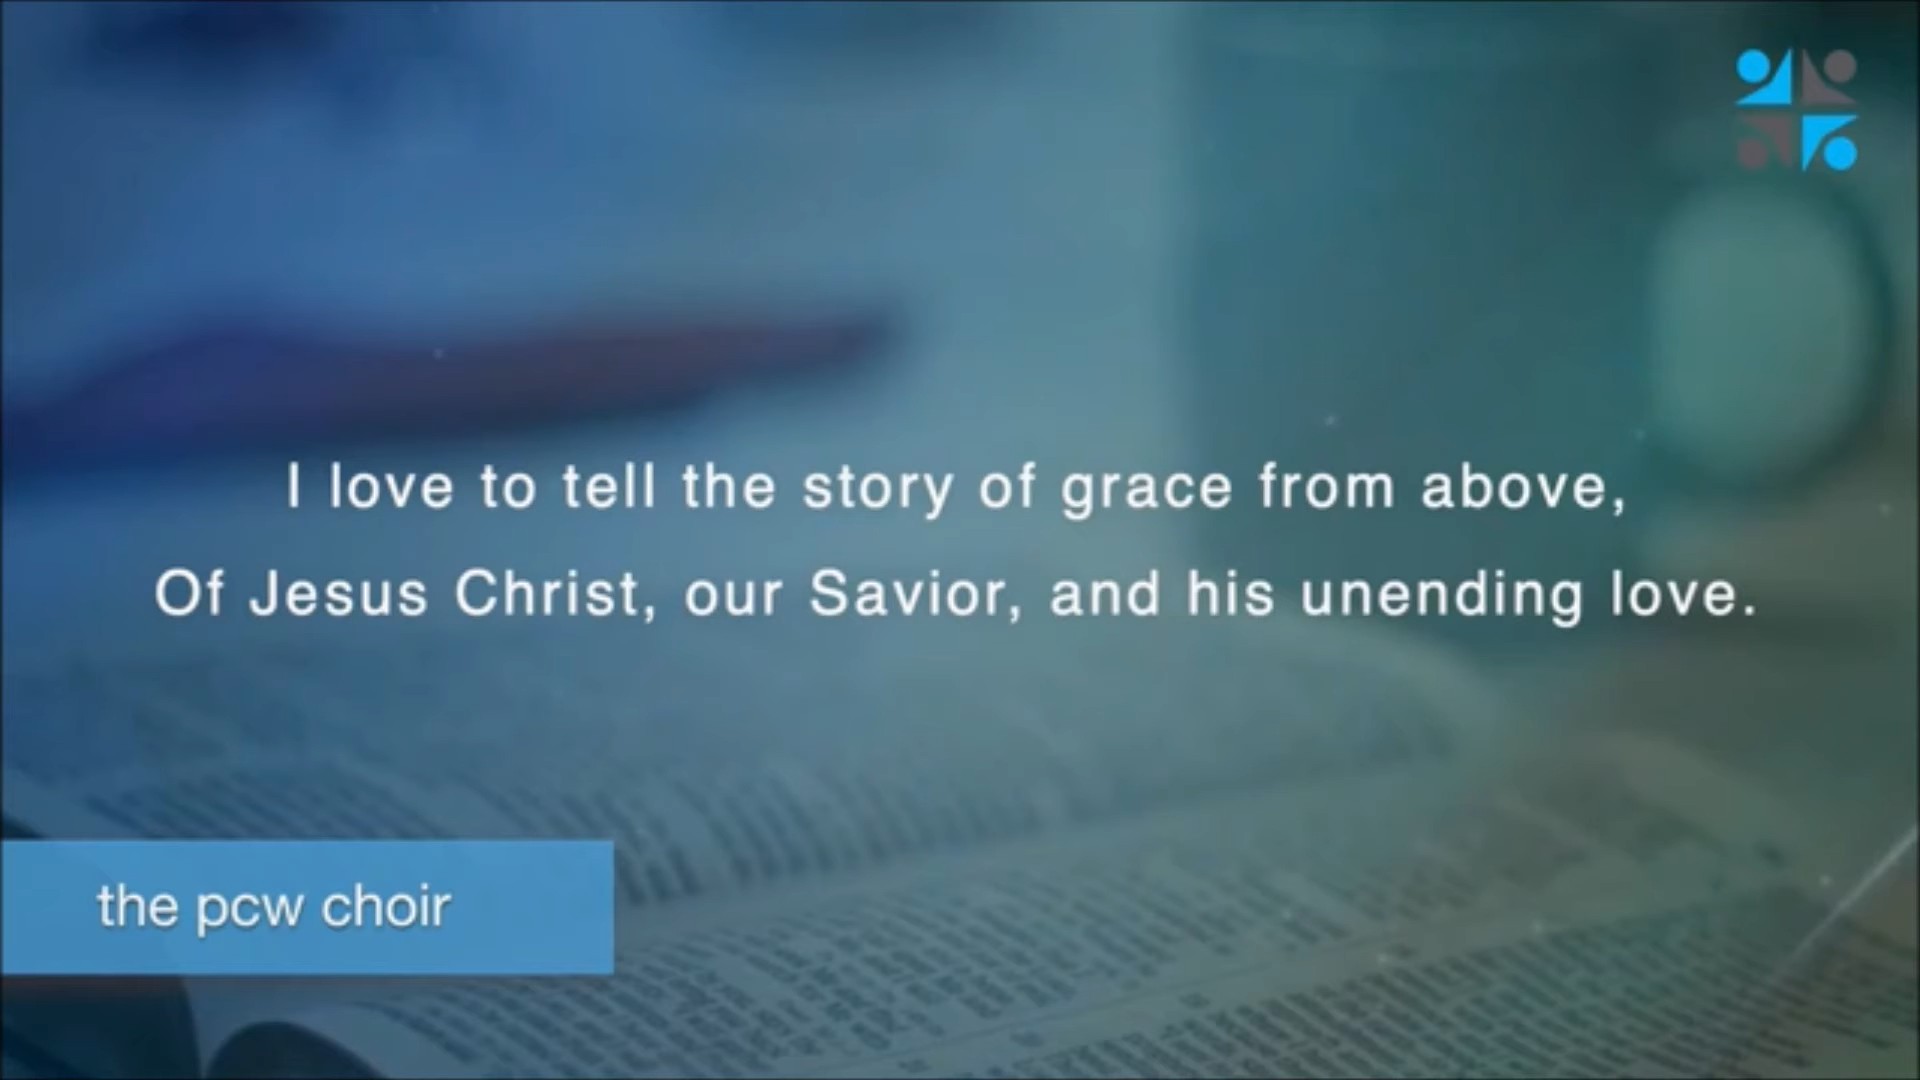 I love to tell the story of grace from above,
Of Jesus Christ, our Savior, and his unending love.
the pcw choir